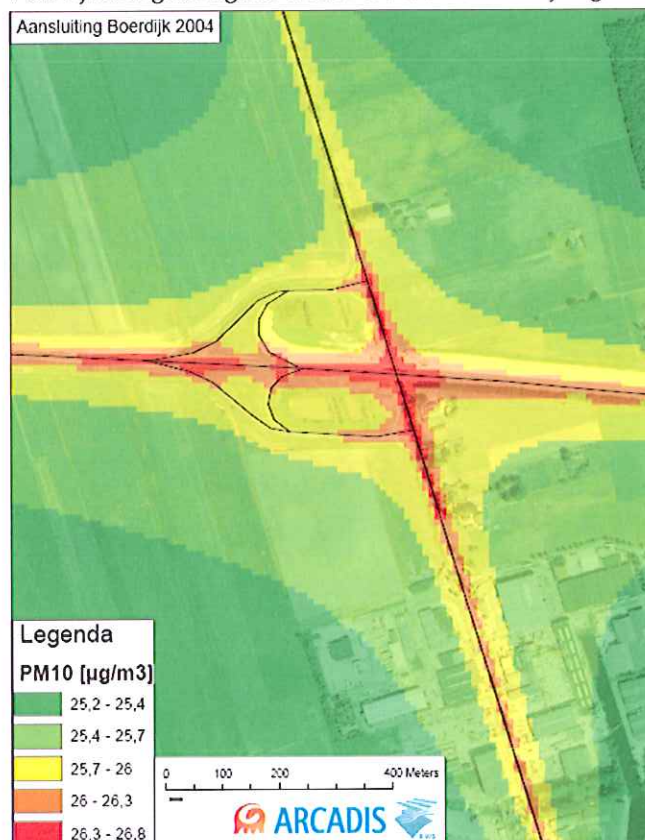 Aansluiting Boerdijk 2004
Legenda
PM10 [µg/m3]
25,2 - 25,4
25,4 - 25,7
25,7 - 26
26 - 26,3
26,3 - 26,8
0 100 200 400 Meters
ARCADIS